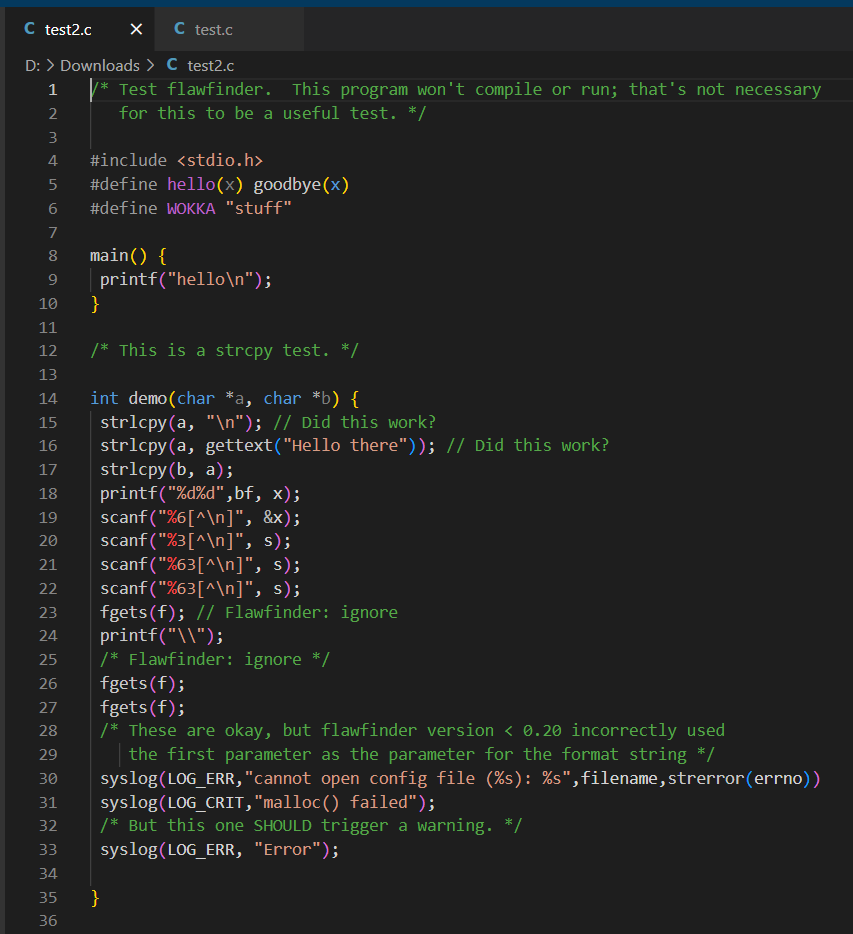 test2.c
test.c
D: > Downloads > C test2.c
1 /* Test flawfinder.  This program won't compile or run; that's not necessary
2    for this to be a useful test. */
3
4 #include <stdio.h>
5 #define hello(x) goodbye(x)
6 #define WOKKA "stuff"
7
8 main() {
9  printf("hello\n");
10 }
11
12 /* This is a strcpy test. */
13
14 int demo(char *a, char *b) {
15  strlcpy(a, "\n"); // Did this work?
16  strlcpy(a, gettext("Hello there")); // Did this work?
17  strlcpy(b, a);
18  printf("%d%d",bf, x);
19  scanf("%6[^\n]", &x);
20  scanf("%3[^\n]", s);
21  scanf("%63[^\n]", s);
22  scanf("%63[^\n]", s);
23  fgets(f); // Flawfinder: ignore
24  printf("\\");
25  /* Flawfinder: ignore */
26  fgets(f);
27  fgets(f);
28  /* These are okay, but flawfinder version < 0.20 incorrectly used
29     the first parameter as the parameter for the format string */
30  syslog(LOG_ERR,"cannot open config file (%s): %s",filename,strerror(errno))
31  syslog(LOG_CRIT,"malloc() failed");
32  /* But this one SHOULD trigger a warning. */
33  syslog(LOG_ERR, "Error");
34
35 }
36